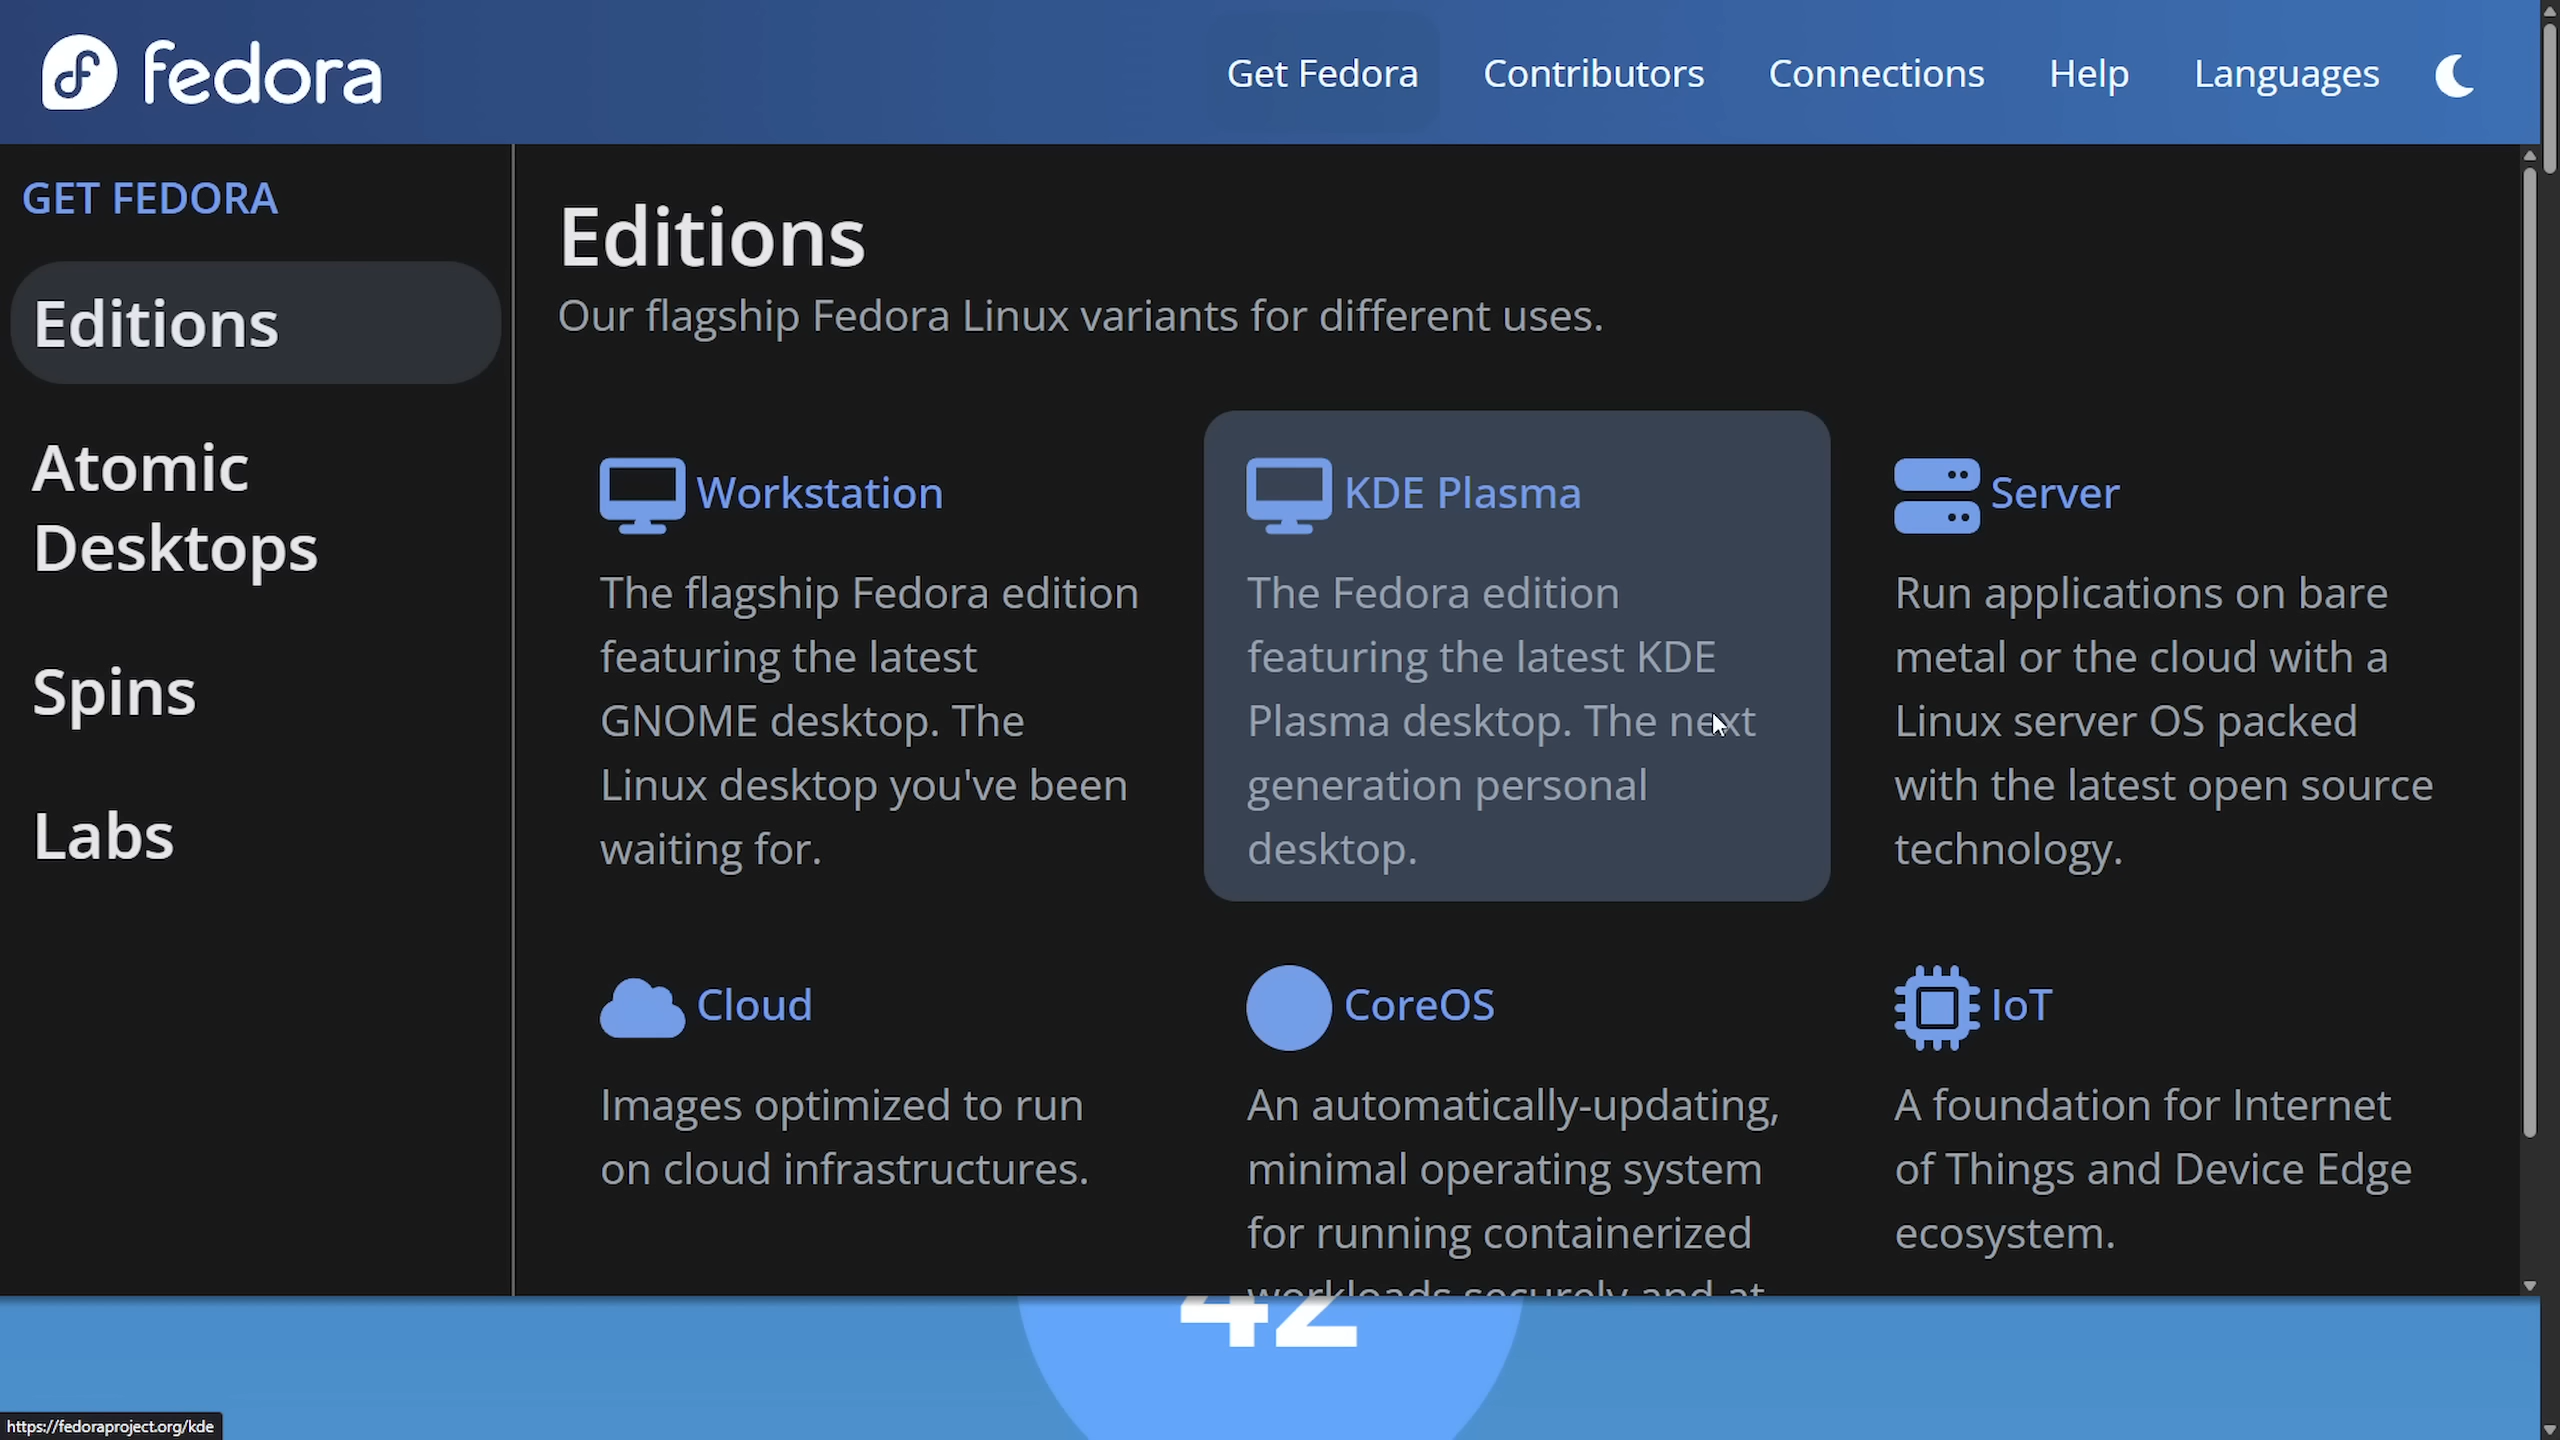 fedora
Get Fedora
Contributors
Connections
Help
Languages
GET FEDORA
Editions
Atomic
Desktops
Spins
Labs
Editions
Our flagship Fedora Linux variants for different uses.
Workstation
The flagship Fedora edition
featuring the latest
GNOME desktop. The
Linux desktop you've been
waiting for.
KDE Plasma
The Fedora edition
featuring the latest KDE
Plasma desktop. The next
generation personal
desktop.
Server
Run applications on bare
metal or the cloud with a
Linux server OS packed
with the latest open source
technology.
Cloud
Images optimized to run
on cloud infrastructures.
CoreOS
An automatically-updating,
minimal operating system
for running containerized
workloads securely and at
IoT
A foundation for Internet
of Things and Device Edge
ecosystem.
42
https://fedoraproject.org/kde